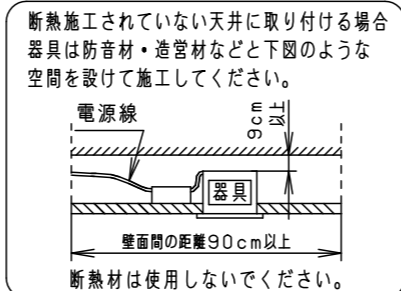 断熱施工されていない天井に取り付ける場合
器具は防音材・造営材などと下図のような
空間を設けて施工してください。
電源線
9cm
以上
器具
壁面間の距離90cm以上
断熱材は使用しないでください。